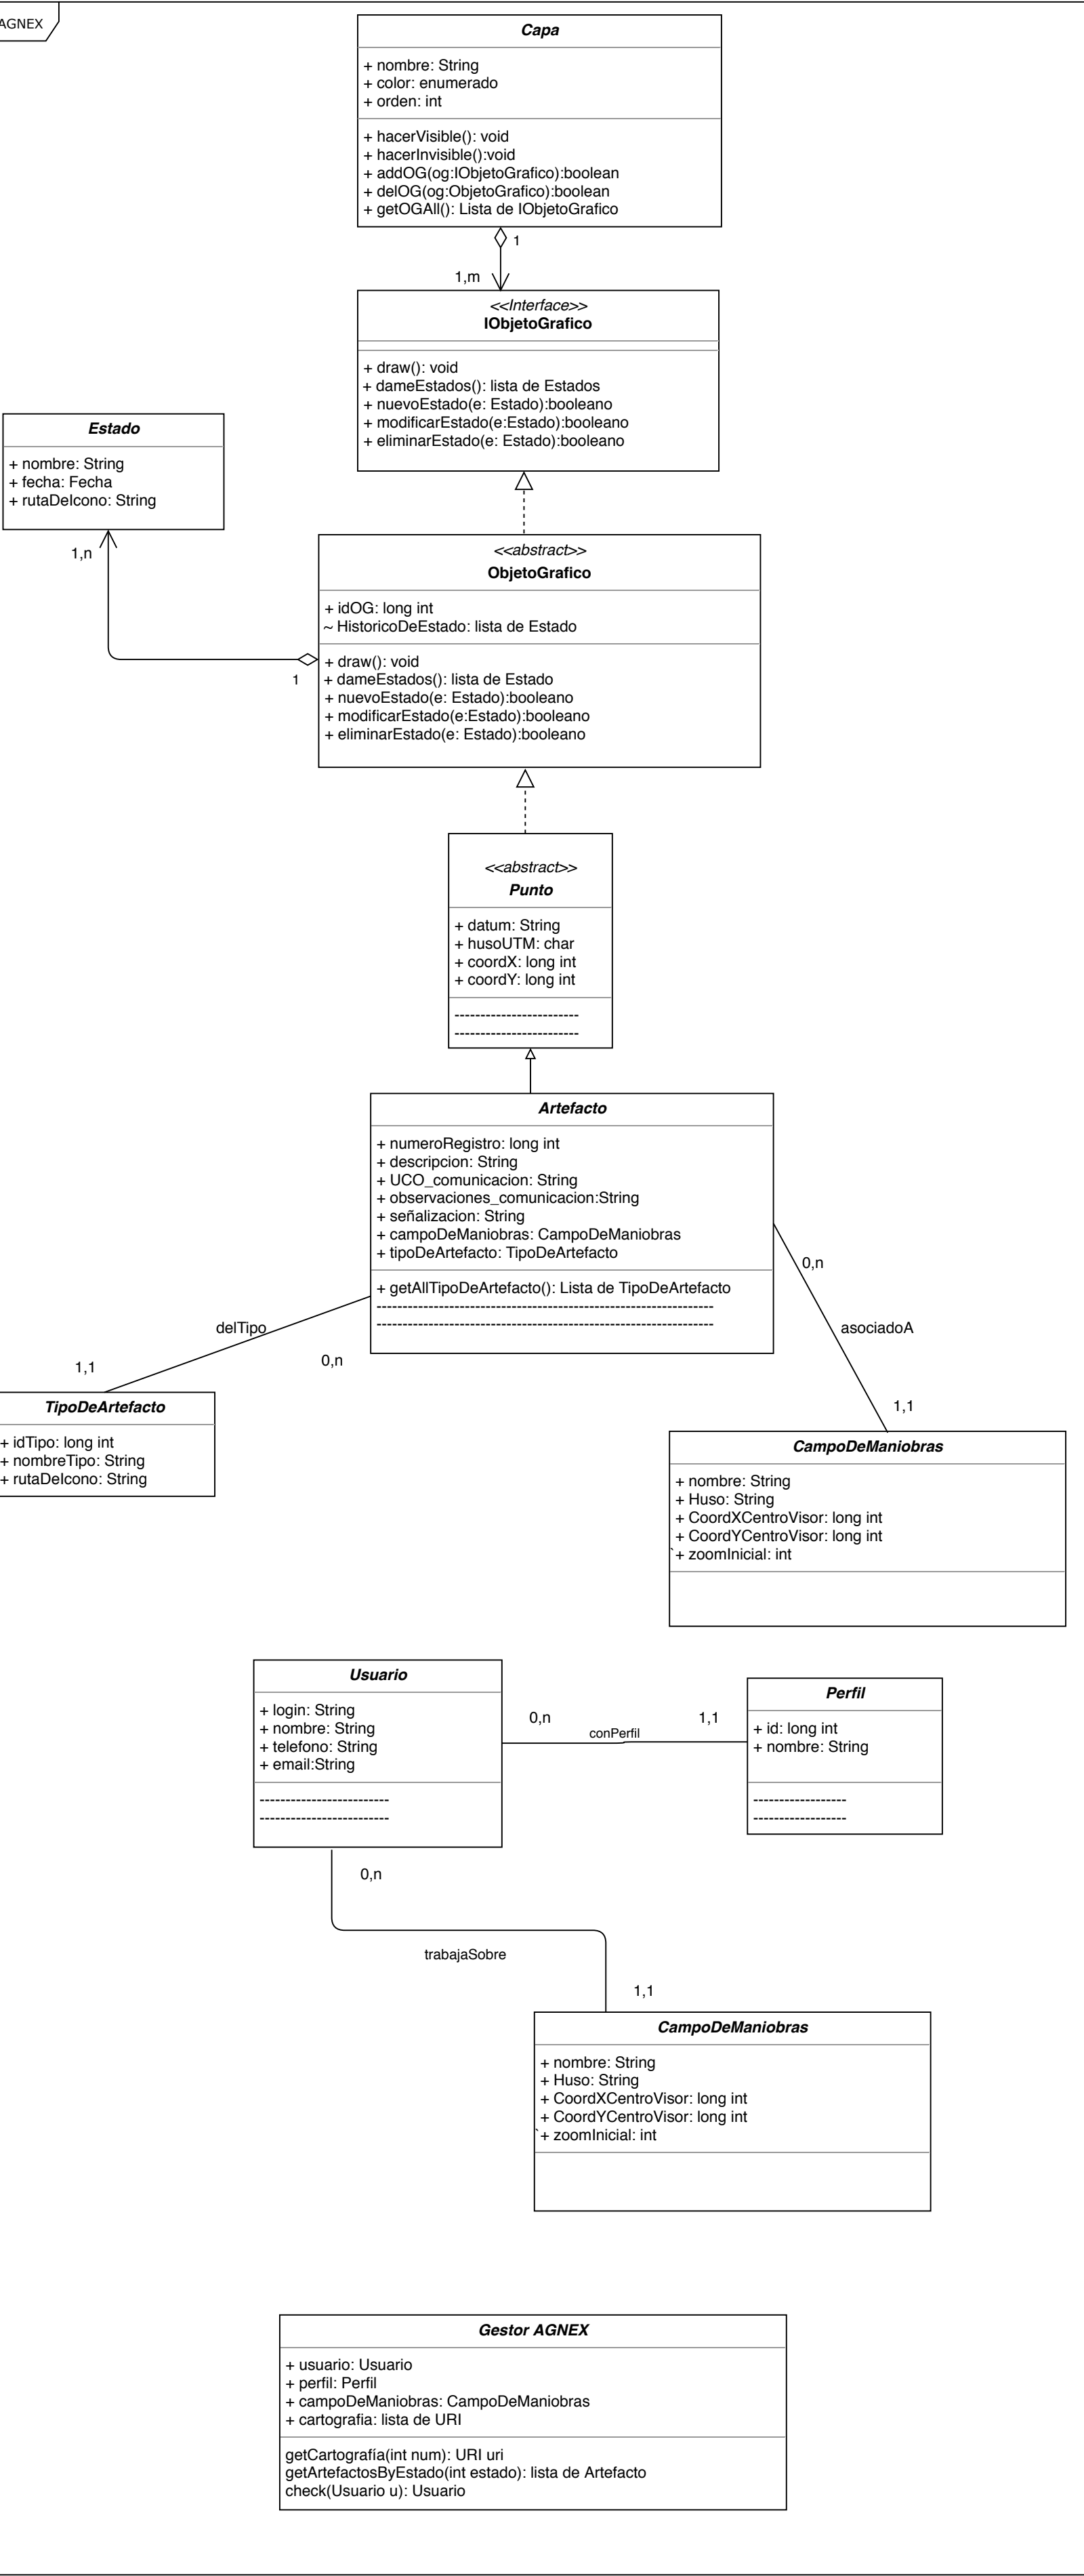 AGNEX
Capa
+ nombre: String
+ color: enumerado
+ orden: int
+ hacerVisible(): void
+ hacerInvisible():void
+ addOG(og:IObjetoGrafico):boolean
+ delOG(og:ObjetoGrafico):boolean
+ getOGAll(): Lista de IObjetoGrafico
1
1,m
<<Interface>>
IObjetoGrafico
+ draw(): void
+ dameEstados(): lista de Estados
+ nuevoEstado(e: Estado):booleano
+ modificarEstado(e:Estado):booleano
+ eliminarEstado(e: Estado):booleano
Estado
+ nombre: String
+ fecha: Fecha
+ rutaDeIcono: String
1,n
1
<<abstract>>
ObjetoGrafico
+ idOG: long int
~ HistoricoDeEstado: lista de Estado
+ draw(): void
+ dameEstados(): lista de Estado
+ nuevoEstado(e: Estado):booleano
+ modificarEstado(e:Estado):booleano
+ eliminarEstado(e: Estado):booleano
<<abstract>>
Punto
+ datum: String
+ husoUTM: char
+ coordX: long int
+ coordY: long int
------------------------
------------------------
Artefacto
+ numeroRegistro: long int
+ descripcion: String
+ UCO_comunicacion: String
+ observaciones_comunicacion:String
+ señalizacion: String
+ campoDeManiobras: CampoDeManiobras
+ tipoDeArtefacto: TipoDeArtefacto
+ getAllTipoDeArtefacto(): Lista de TipoDeArtefacto
-----------------------------------------------------------------
-----------------------------------------------------------------
delTipo
1,1
0,n
0,n
asociadoA
1,1
TipoDeArtefacto
+ idTipo: long int
+ nombreTipo: String
+ rutaDeIcono: String
CampoDeManiobras
+ nombre: String
+ Huso: String
+ CoordXCentroVisor: long int
+ CoordYCentroVisor: long int
`+ zoomInicial: int
Usuario
+ login: String
+ nombre: String
+ telefono: String
+ email:String
-------------------------
-------------------------
0,n
conPerfil
1,1
Perfil
+ id: long int
+ nombre: String
------------------
------------------
0,n
trabajaSobre
1,1
CampoDeManiobras
+ nombre: String
+ Huso: String
+ CoordXCentroVisor: long int
+ CoordYCentroVisor: long int
`+ zoomInicial: int
Gestor AGNEX
+ usuario: Usuario
+ perfil: Perfil
+ campoDeManiobras: CampoDeManiobras
+ cartografia: lista de URI
getCartografía(int num): URI uri
getArtefactosByEstado(int estado): lista de Artefacto
check(Usuario u): Usuario